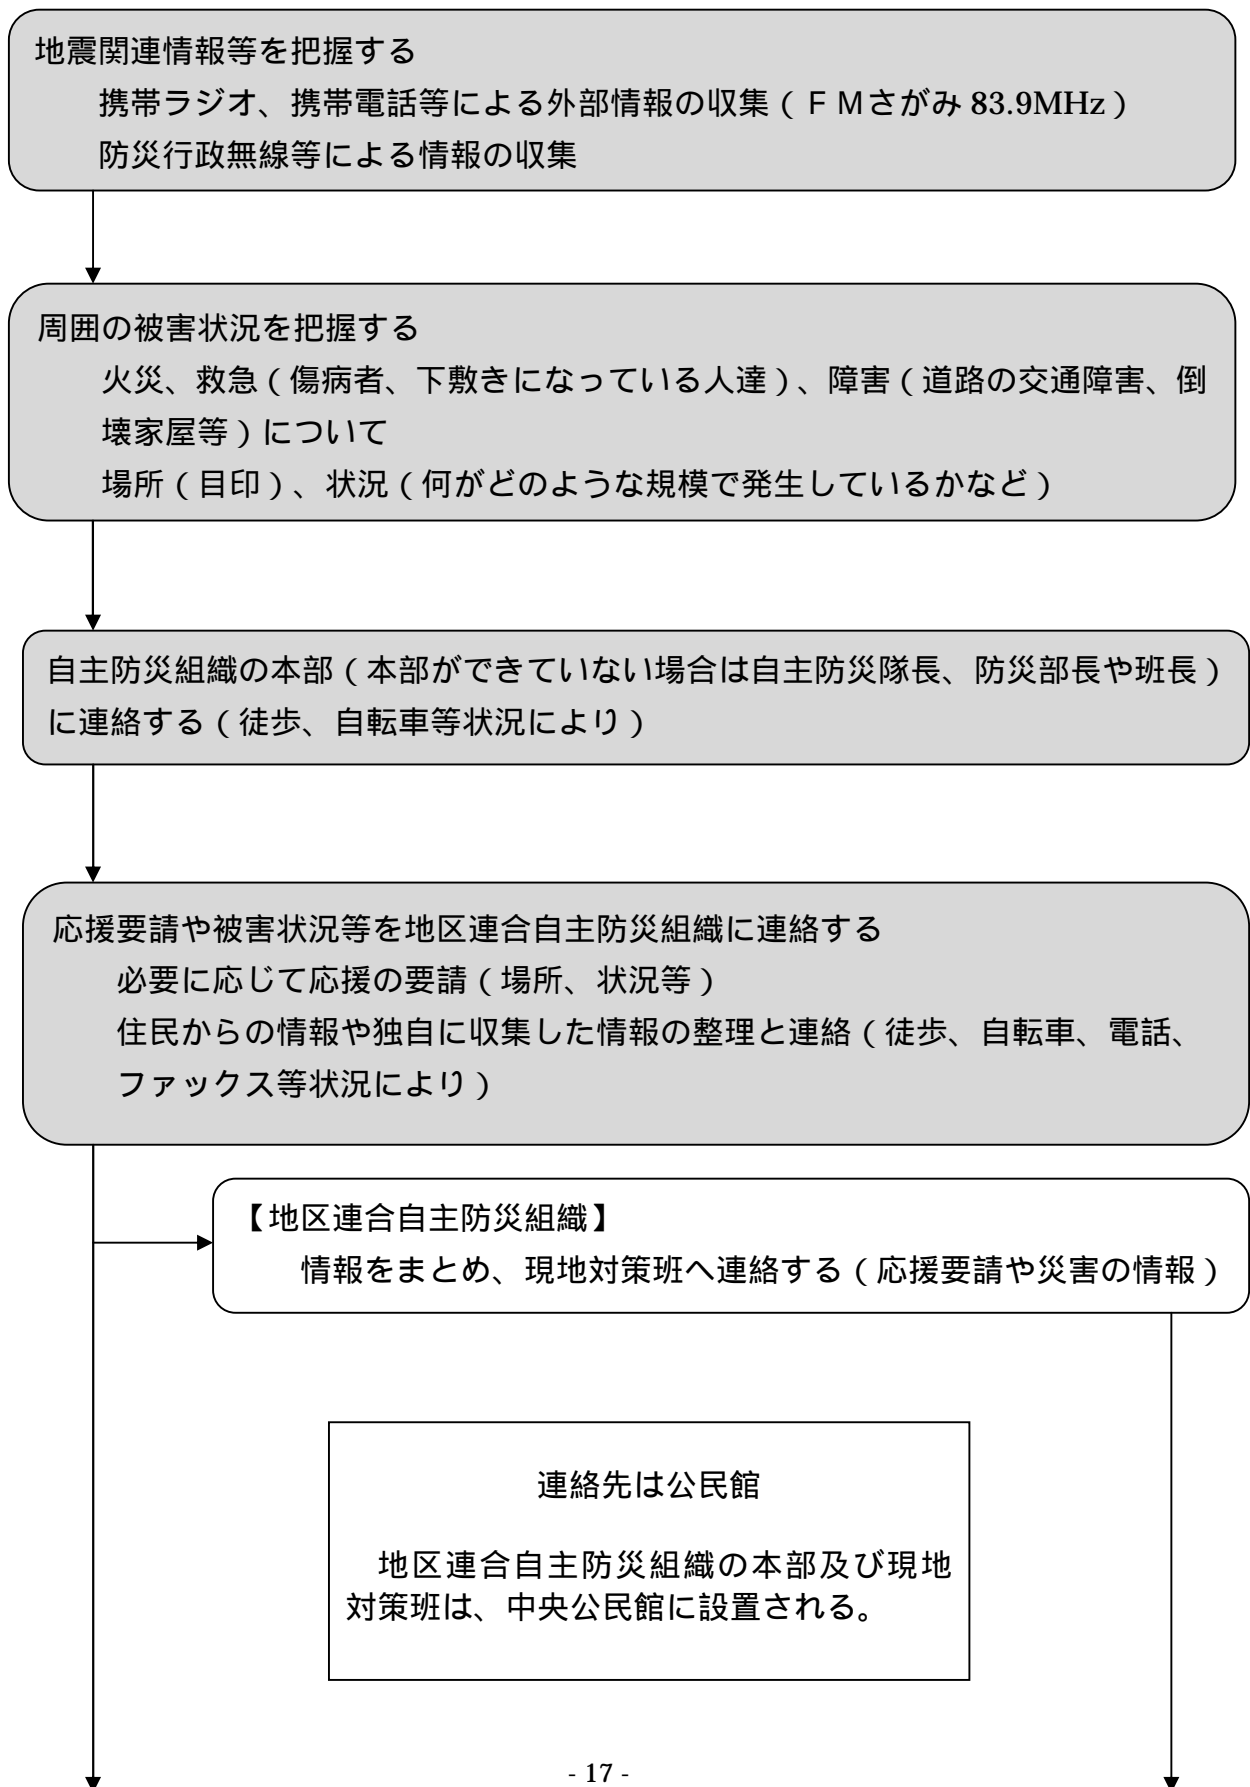 地震関連情報等を把握する
携帯ラジオ、携帯電話等による外部情報の収集（ＦＭさがみ 83.9MHz）
防災行政無線等による情報の収集
周囲の被害状況を把握する
火災、救急（傷病者、下敷きになっている人達）、障害（道路の交通障害、倒
壊家屋等）について
場所（目印）、状況（何がどのような規模で発生しているかなど）
自主防災組織の本部（本部ができていない場合は自主防災隊長、防災部長や班長）
に連絡する（徒歩、自転車等状況により）
応援要請や被害状況等を地区連合自主防災組織に連絡する
必要に応じて応援の要請（場所、状況等）
住民からの情報や独自に収集した情報の整理と連絡（徒歩、自転車、電話、
ファックス等状況により）
【地区連合自主防災組織】
情報をまとめ、現地対策班へ連絡する（応援要請や災害の情報）
連絡先は公民館
地区連合自主防災組織の本部及び現地
対策班は、中央公民館に設置される。
- 17 -